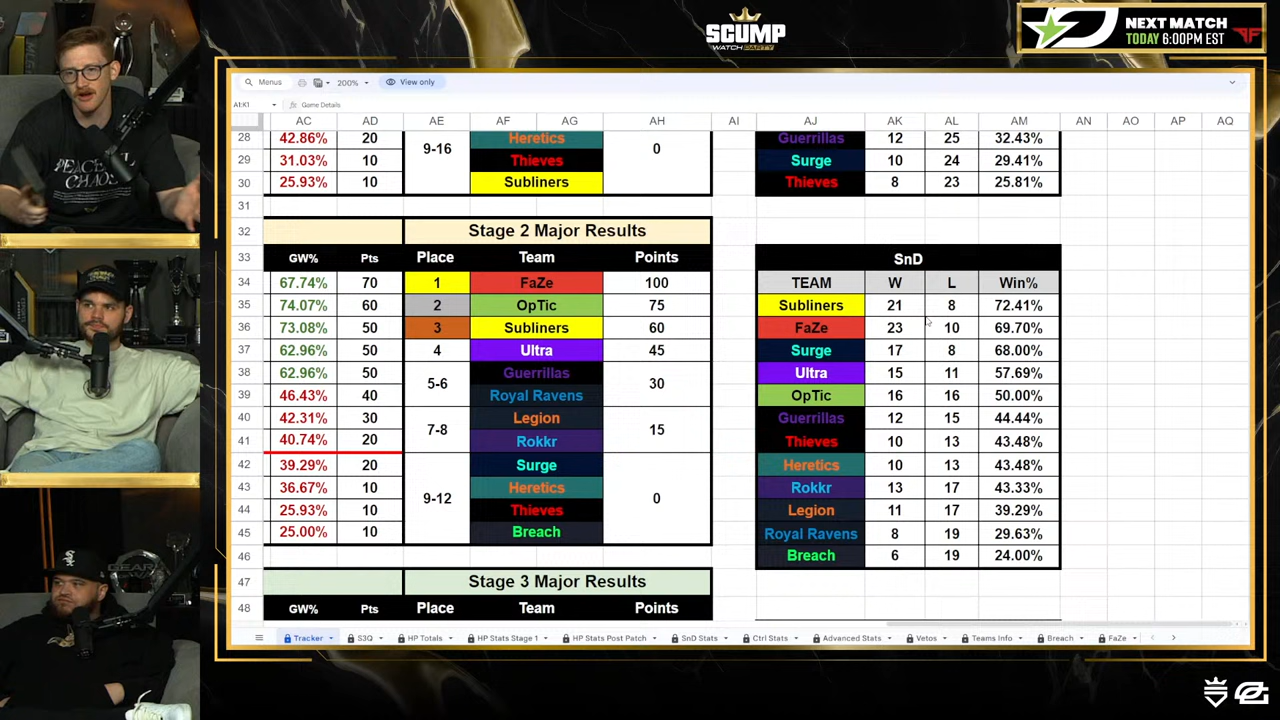 SCUMP
WATCH PARTY
NEXT MATCH
TODAY 6:00PM EST
PEACE
CHAOS
Menus 200% View only
A1:K1 fx Game Details
AC AD AE AF AG AH AI AJ AK AL AM AN AO AP AQ
28 42.86% 20 9-16 Heretics 0 Guerrillas 12 25 32.43%
29 31.03% 10 Thieves Surge 10 24 29.41%
30 25.93% 10 Subliners Thieves 8 23 25.81%
31
32 Stage 2 Major Results
33 GW% Pts Place Team Points SnD
34 67.74% 70 1 FaZe 100 TEAM W L Win%
35 74.07% 60 2 OpTic 75 Subliners 21 8 72.41%
36 73.08% 50 3 Subliners 60 FaZe 23 10 69.70%
37 62.96% 50 4 Ultra 45 Surge 17 8 68.00%
38 62.96% 50 5-6 Guerrillas 30 Ultra 15 11 57.69%
39 46.43% 40 Royal Ravens OpTic 16 16 50.00%
40 42.31% 30 7-8 Legion 15 Guerrillas 12 15 44.44%
41 40.74% 20 Rokkr Thieves 10 13 43.48%
42 39.29% 20 9-12 Surge 0 Heretics 10 13 43.48%
43 36.67% 10 Heretics Rokkr 13 17 43.33%
44 25.93% 10 Thieves Legion 11 17 39.29%
45 25.00% 10 Breach Royal Ravens 8 19 29.63%
46 Breach 6 19 24.00%
47 Stage 3 Major Results
48 GW% Pts Place Team Points
Tracker S3Q HP Totals HP Stats Stage 1 HP Stats Post Patch SnD Stats Ctrl Stats Advanced Stats Vetos Teams Info Breach FaZe